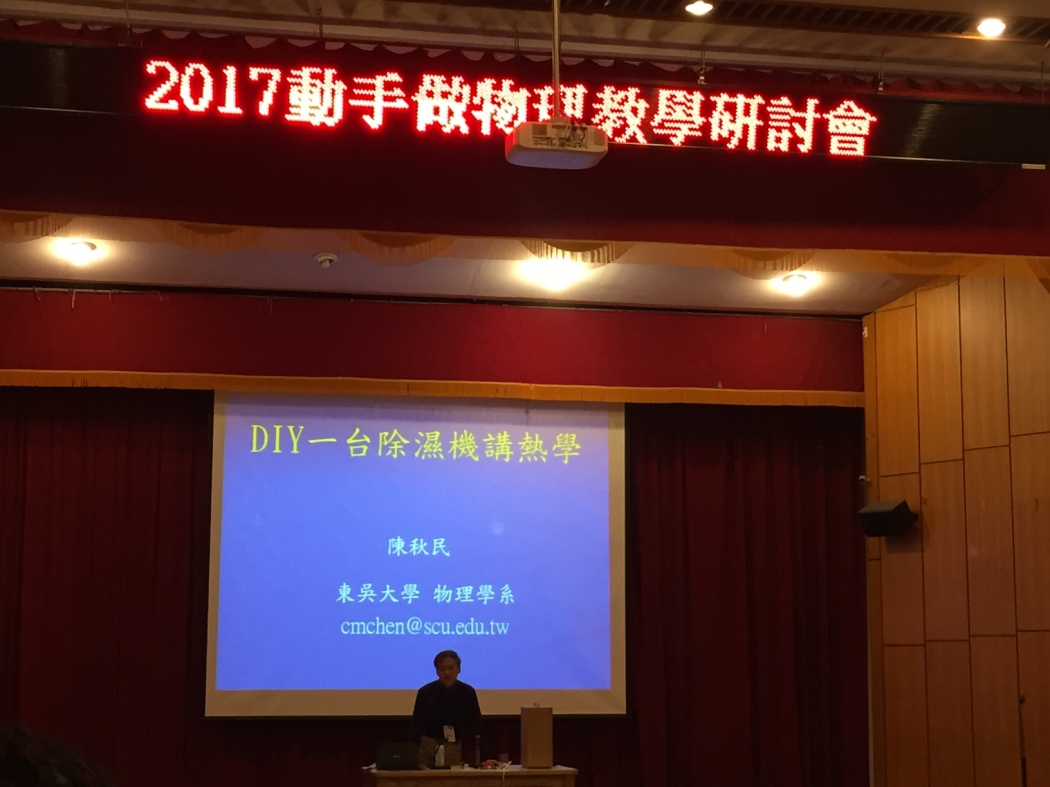 2017動手做物理教學研討會
DIY一台除濕機講熱學
陳秋民
東吳大學 物理學系
cmchen@scu.edu.tw